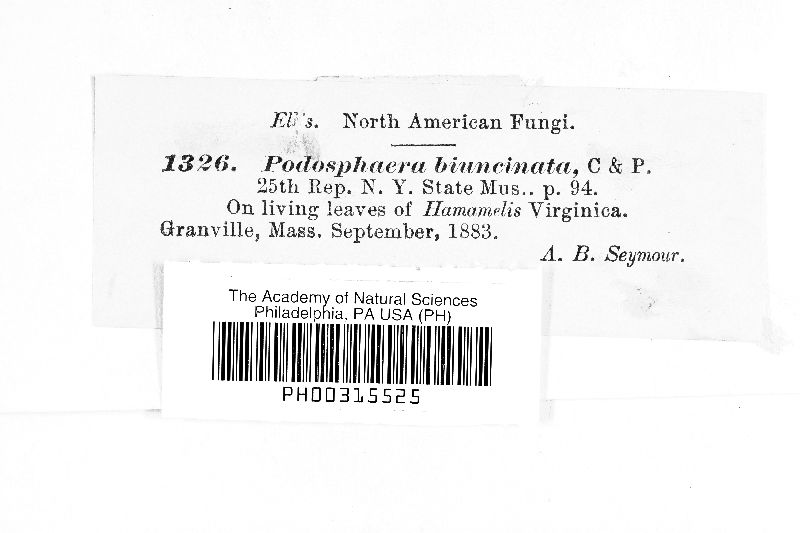 Ellis. North American Fungi.
1326. Podosphaera biuncinata, C & P.
25th Rep. N. Y. State Mus.. p. 94.
On living leaves of Hamamelis Virginica.
Granville, Mass. September, 1883.
A. B. Seymour.
The Academy of Natural Sciences
Philadelphia, PA USA (PH)
PH00315525